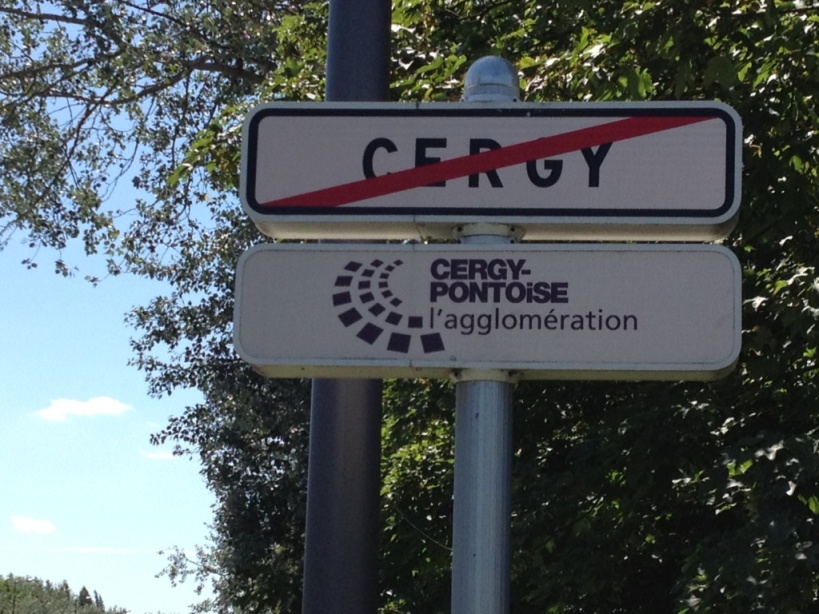 CERGY
CERGY-
PONTOiSE
l'agglomération